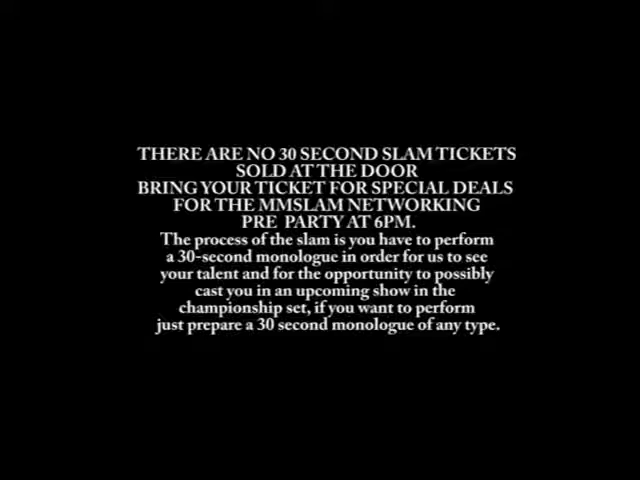 THERE ARE NO 30 SECOND SLAM TICKETS
SOLD AT THE DOOR
BRING YOUR TICKET FOR SPECIAL DEALS
FOR THE MMSLAM NETWORKING
PRE PARTY AT 6PM.
The process of the slam is you have to perform
a 30-second monologue in order for us to see
your talent and for the opportunity to possibly
cast you in an upcoming show in the
championship set, if you want to perform
just prepare a 30 second monologue of any type.